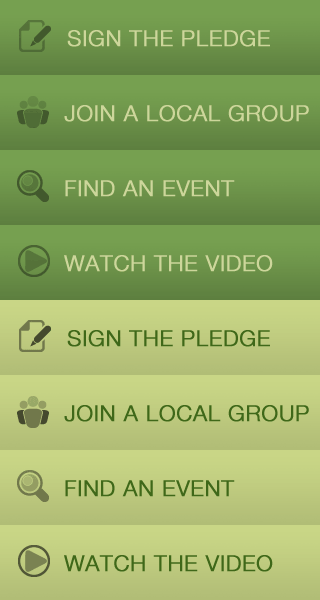 SIGN THE PLEDGE
JOIN A LOCAL GROUP
FIND AN EVENT
WATCH THE VIDEO
SIGN THE PLEDGE
JOIN A LOCAL GROUP
FIND AN EVENT
WATCH THE VIDEO